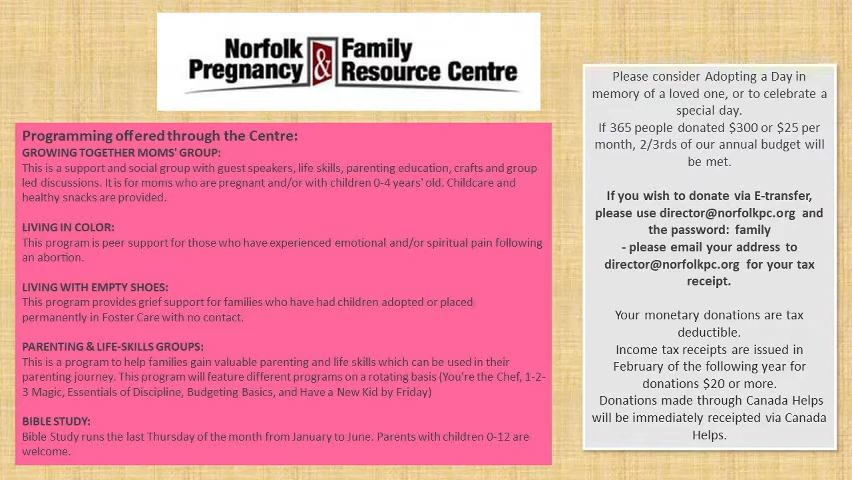 Norfolk & Family
Pregnancy Resource Centre
Programming offered through the Centre:
GROWING TOGETHER MOMS' GROUP:
This is a support and social group with guest speakers, life skills, parenting education, crafts and group
led discussions. It is for moms who are pregnant and/or with children 0-4 years' old. Childcare and
healthy snacks are provided.
LIVING IN COLOR:
This program is peer support for those who have experienced emotional and/or spiritual pain following
an abortion.
LIVING WITH EMPTY SHOES:
This program provides grief support for families who have had children adopted or placed
permanently in Foster Care with no contact.
PARENTING & LIFE-SKILLS GROUPS:
This is a program to help families gain valuable parenting and life skills which can be used in their
parenting journey. This program will feature different programs on a rotating basis (You're the Chef, 1-2-
3 Magic, Essentials of Discipline, Budgeting Basics, and Have a New Kid by Friday)
BIBLE STUDY:
Bible Study runs the last Thursday of the month from January to June. Parents with children 0-12 are
welcome.
Please consider Adopting a Day in
memory of a loved one, or to celebrate a
special day.
If 365 people donated $300 or $25 per
month, 2/3rds of our annual budget will
be met.
If you wish to donate via E-transfer,
please use director@norfolkpc.org and
the password: family
- please email your address to
director@norfolkpc.org for your tax
receipt.
Your monetary donations are tax
deductible.
Income tax receipts are issued in
February of the following year for
donations $20 or more.
Donations made through Canada Helps
will be immediately receipted via Canada
Helps.